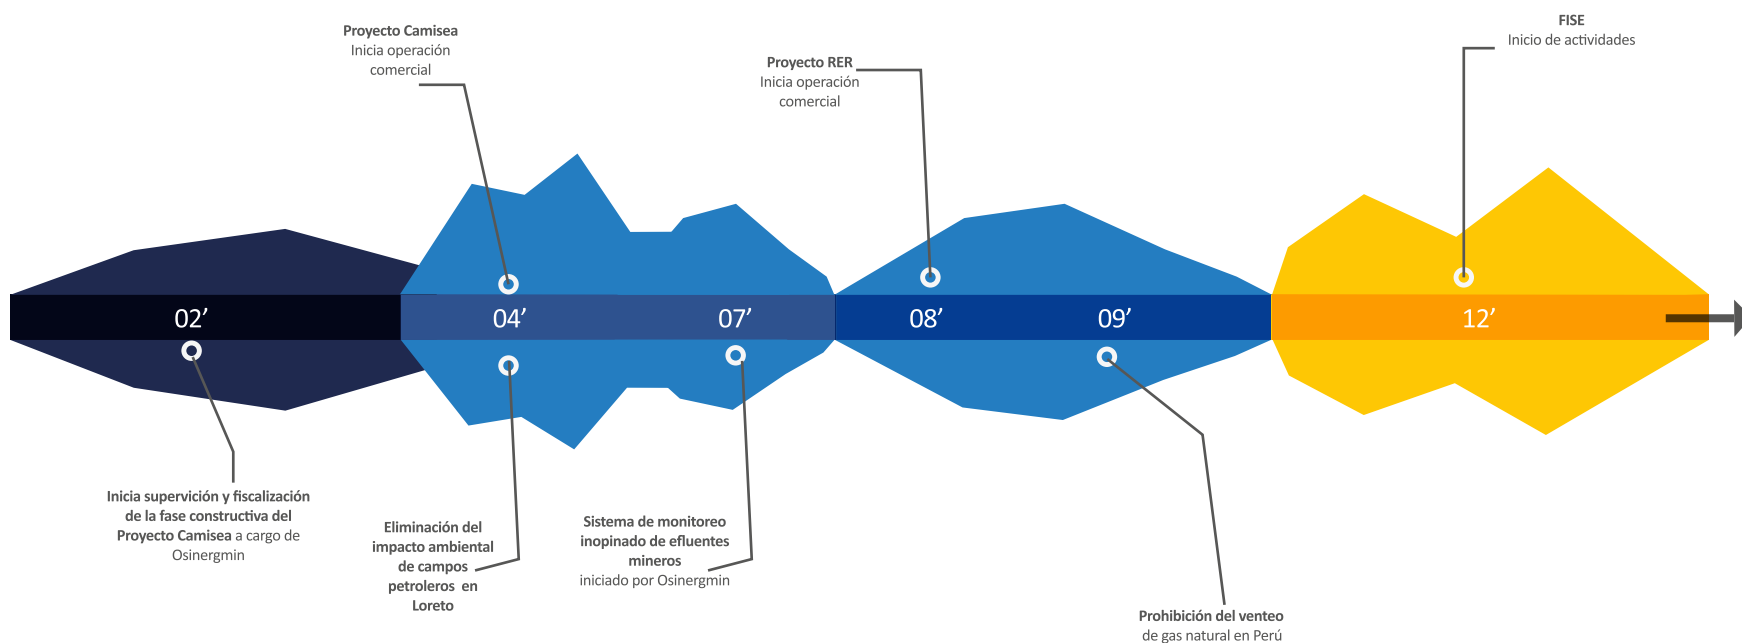 FISE
Inicio de actividades
Proyecto Camisea
Inicia operación
comercial
Proyecto RER
Inicia operación
comercial
02’
04’
07’
08’
09’
12’
Inicia supervición y fiscalización
de la fase constructiva del
Proyecto Camisea a cargo de
Osinergmin
Eliminación del
impacto ambiental
de campos
petroleros en
Loreto
Sistema de monitoreo
inopinado de efluentes
mineros
iniciado por Osinergmin
Prohibición del venteo
de gas natural en Perú